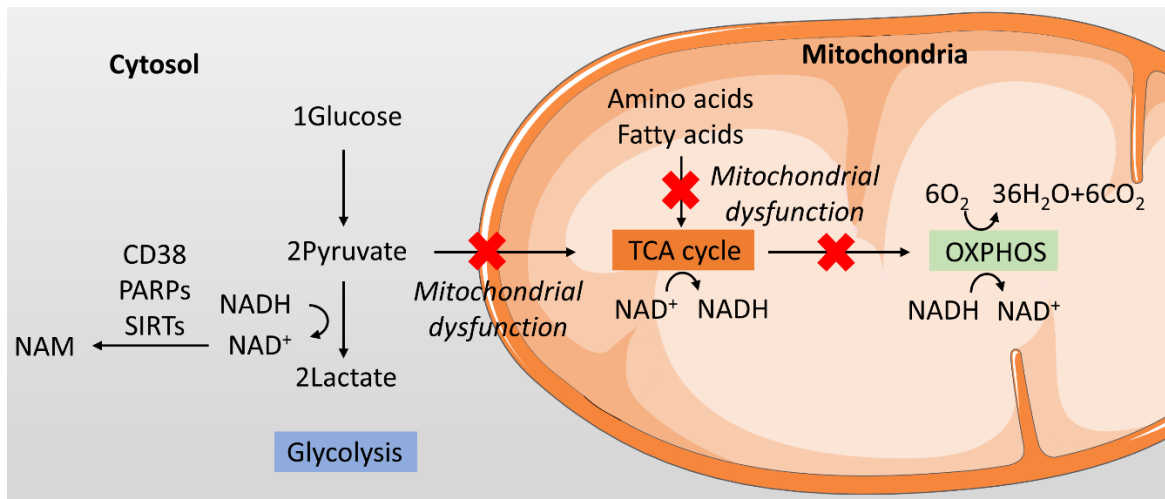 Cytosol
1Glucose
2Pyruvate
CD38
PARPs
SIRTs
NADH
NAD⁺
NAM
2Lactate
Glycolysis
Mitochondrial
dysfunction
Mitochondria
Amino acids
Fatty acids
Mitochondrial
dysfunction
TCA cycle
NAD⁺ NADH
6O₂ 36H₂O+6CO₂
OXPHOS
NADH NAD⁺